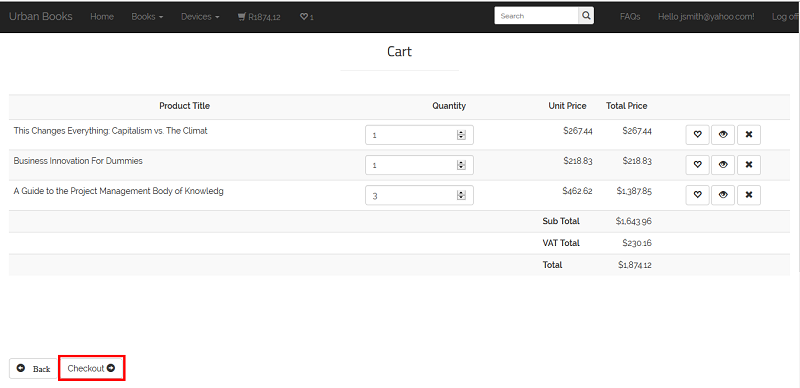 Urban Books Home Books Devices R1874.12 1 Search FAQs Hello jsmith@yahoo.com! Log off
Cart
Product Title Quantity Unit Price Total Price
This Changes Everything: Capitalism vs. The Climat 1 $267.44 $267.44
Business Innovation For Dummies 1 $218.83 $218.83
A Guide to the Project Management Body of Knowledg 3 $462.62 $1,387.85
Sub Total $1,643.96
VAT Total $230.16
Total $1,874.12
Back Checkout